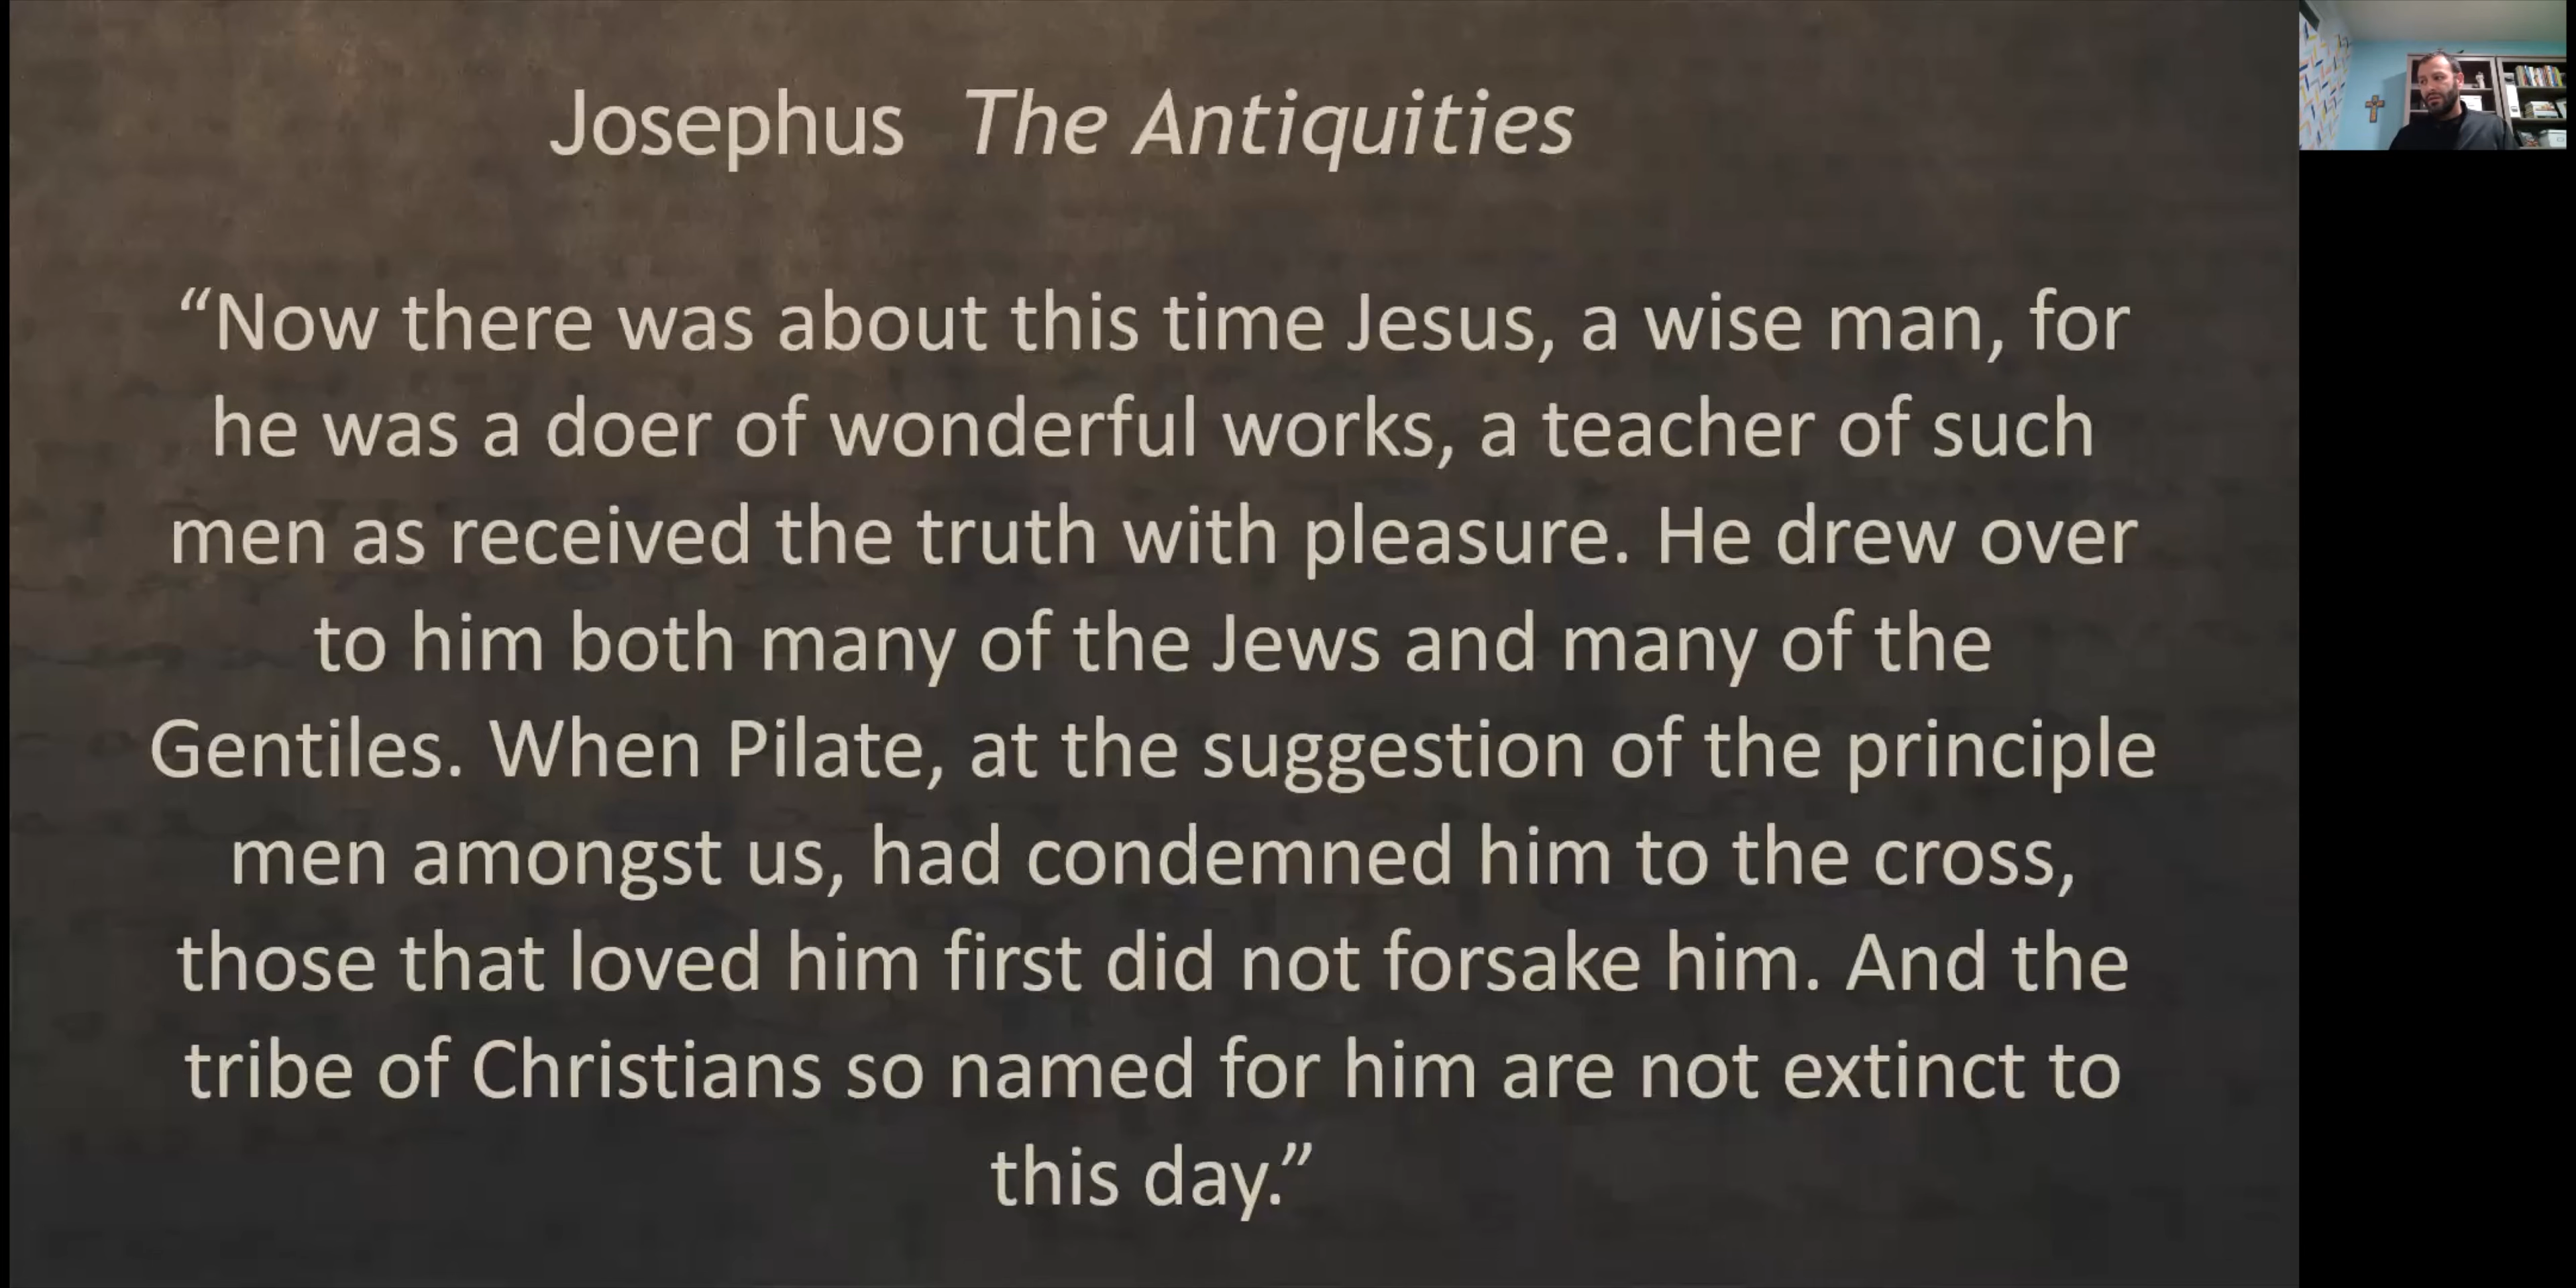 Josephus The Antiquities
“Now there was about this time Jesus, a wise man, for
he was a doer of wonderful works, a teacher of such
men as received the truth with pleasure. He drew over
to him both many of the Jews and many of the
Gentiles. When Pilate, at the suggestion of the principle
men amongst us, had condemned him to the cross,
those that loved him first did not forsake him. And the
tribe of Christians so named for him are not extinct to
this day.”